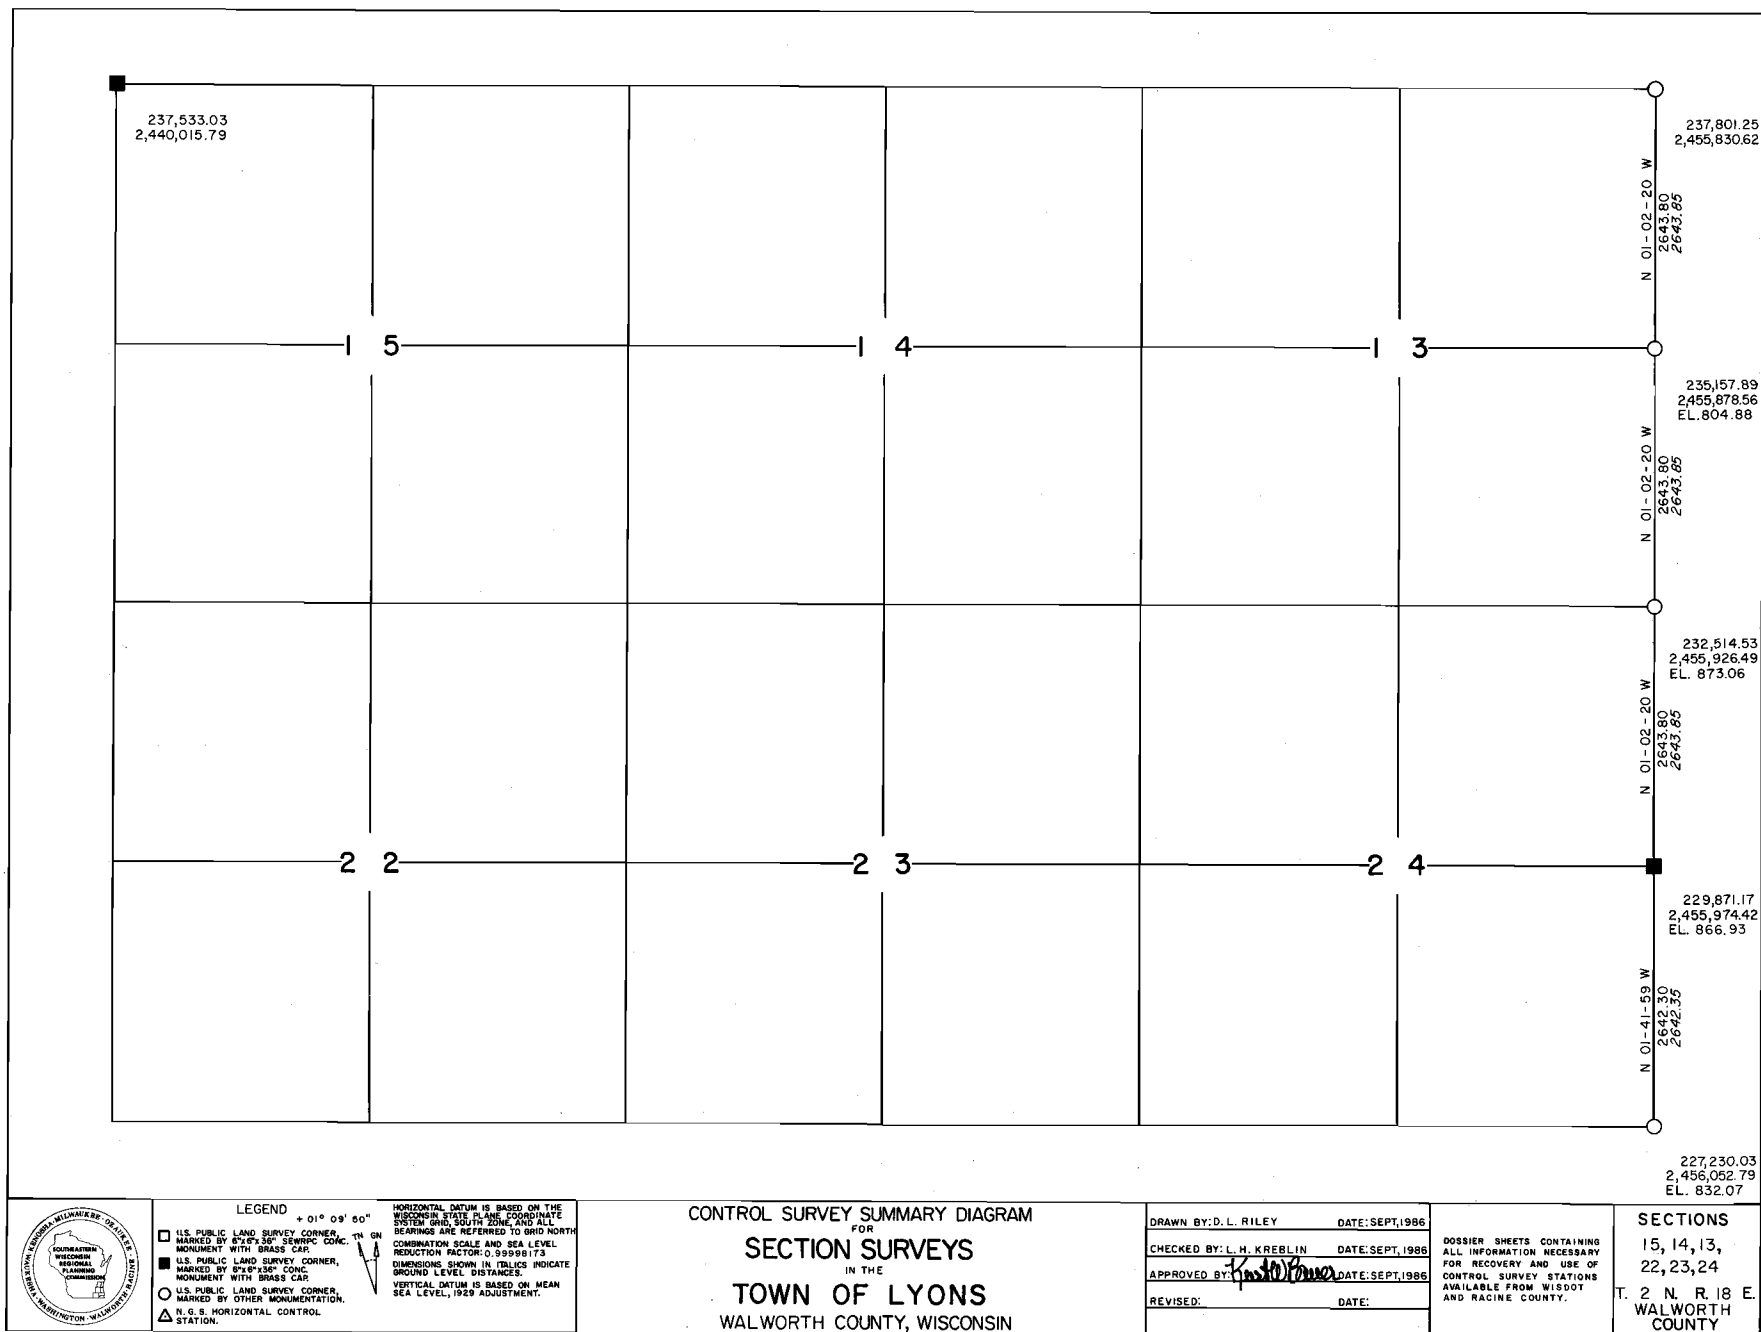 237,533.03
2,440,015.79
237,801.25
2,455,830.62
N 01-02-20 W
2643.80
2643.85
1 5
1 4
1 3
235,157.89
2,455,878.56
EL.804.88
N 01-02-20 W
2643.80
2643.85
232,514.53
2,455,926.49
EL. 873.06
N 01-02-20 W
2643.80
2643.85
2 2
2 3
2 4
229,871.17
2,455,974.42
EL. 866.93
N 01-41-59 W
2642.30
2642.35
227,230.03
2,456,052.79
EL. 832.07
SOUTHEASTERN
WISCONSIN
REGIONAL
PLANNING
COMMISSION
KENOSHA·MILWAUKEE·OZAUKEE·RACINE·WALWORTH·WASHINGTON·WAUKESHA
LEGEND
+ 01° 09' 60"
TN GN
U.S. PUBLIC LAND SURVEY CORNER,
MARKED BY 6"x6"x36" SEWRPC CONC.
MONUMENT WITH BRASS CAP.
U.S. PUBLIC LAND SURVEY CORNER,
MARKED BY 6"x6"x36" CONC.
MONUMENT WITH BRASS CAP.
U.S. PUBLIC LAND SURVEY CORNER,
MARKED BY OTHER MONUMENTATION.
N. G. S. HORIZONTAL CONTROL
STATION.
HORIZONTAL DATUM IS BASED ON THE
WISCONSIN STATE PLANE COORDINATE
SYSTEM GRID, SOUTH ZONE, AND ALL
BEARINGS ARE REFERRED TO GRID NORTH
COMBINATION SCALE AND SEA LEVEL
REDUCTION FACTOR: 0.99998173
DIMENSIONS SHOWN IN ITALICS INDICATE
GROUND LEVEL DISTANCES.
VERTICAL DATUM IS BASED ON MEAN
SEA LEVEL, 1929 ADJUSTMENT.
CONTROL SURVEY SUMMARY DIAGRAM
FOR
SECTION SURVEYS
IN THE
TOWN OF LYONS
WALWORTH COUNTY, WISCONSIN
DRAWN BY: D. L. RILEY DATE: SEPT, 1986
CHECKED BY: L. H. KREBLIN DATE: SEPT, 1986
APPROVED BY: DATE: SEPT, 1986
REVISED: DATE:
DOSSIER SHEETS CONTAINING
ALL INFORMATION NECESSARY
FOR RECOVERY AND USE OF
CONTROL SURVEY STATIONS
AVAILABLE FROM WISDOT
AND RACINE COUNTY.
SECTIONS
15, 14, 13,
22, 23, 24
T. 2 N. R. 18 E.
WALWORTH
COUNTY